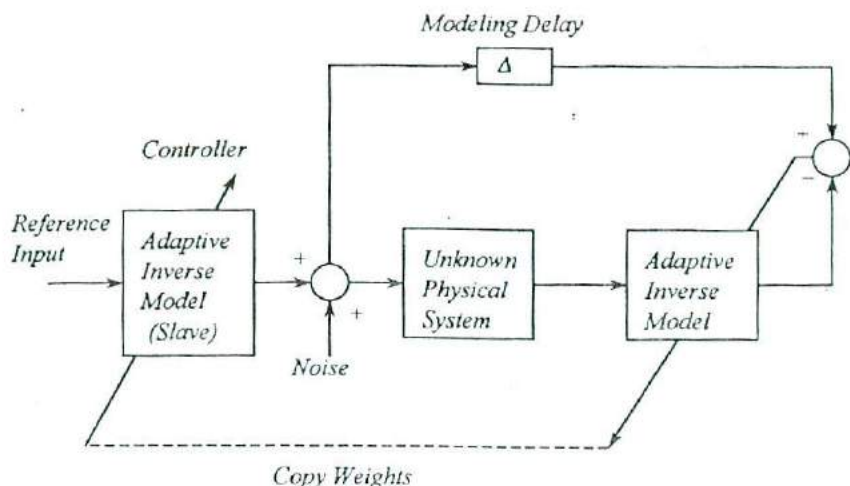 Modeling Delay
Δ
+
−
Controller
Reference
Input
Adaptive
Inverse
Model
(Slave)
+
+
Noise
Unknown
Physical
System
Adaptive
Inverse
Model
Copy Weights